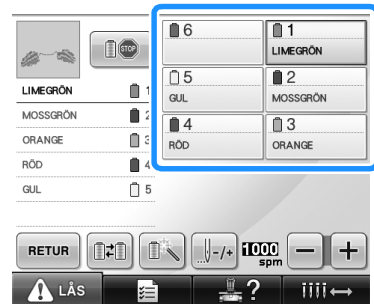 STOP
6
1
LIMEGRÖN
5
GUL
2
MOSSGRÖN
4
RÖD
3
ORANGE
LIMEGRÖN 1
MOSSGRÖN 2
ORANGE 3
RÖD 4
GUL 5
RETUR
-/+
1000
spm
- +
LÅS
?